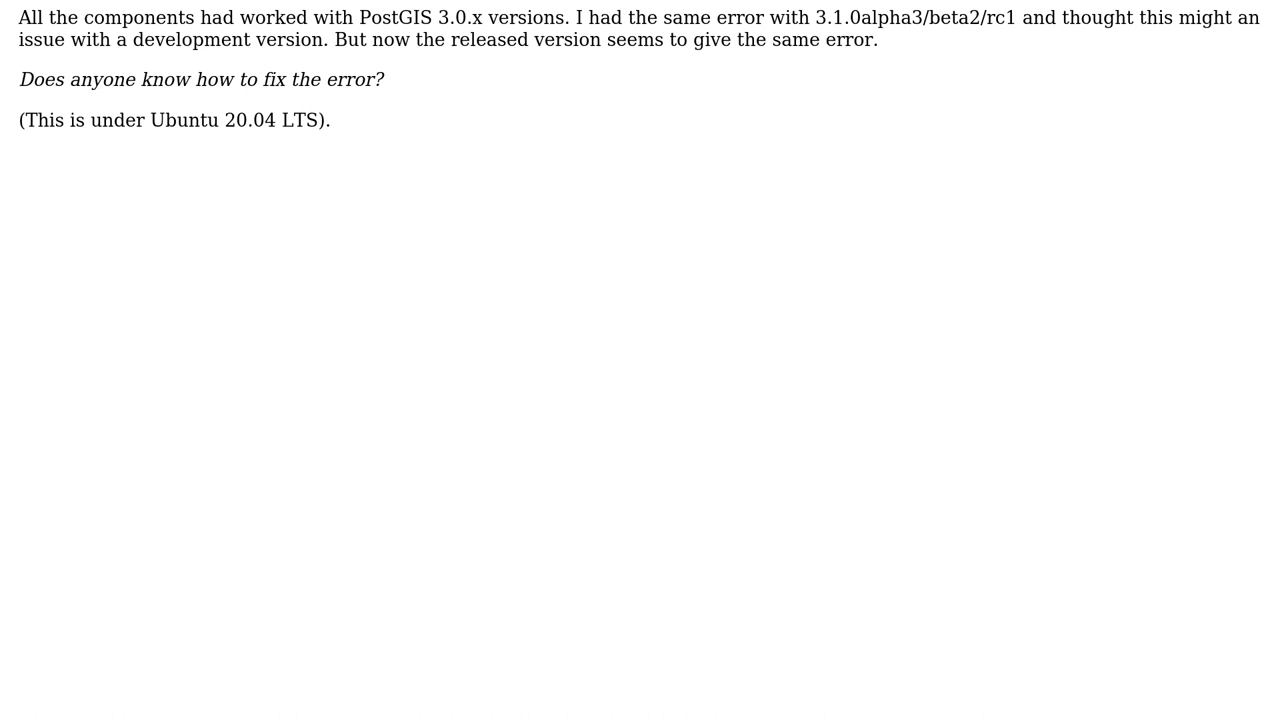 All the components had worked with PostGIS 3.0.x versions. I had the same error with 3.1.0alpha3/beta2/rc1 and thought this might an
issue with a development version. But now the released version seems to give the same error.
Does anyone know how to fix the error?
(This is under Ubuntu 20.04 LTS).